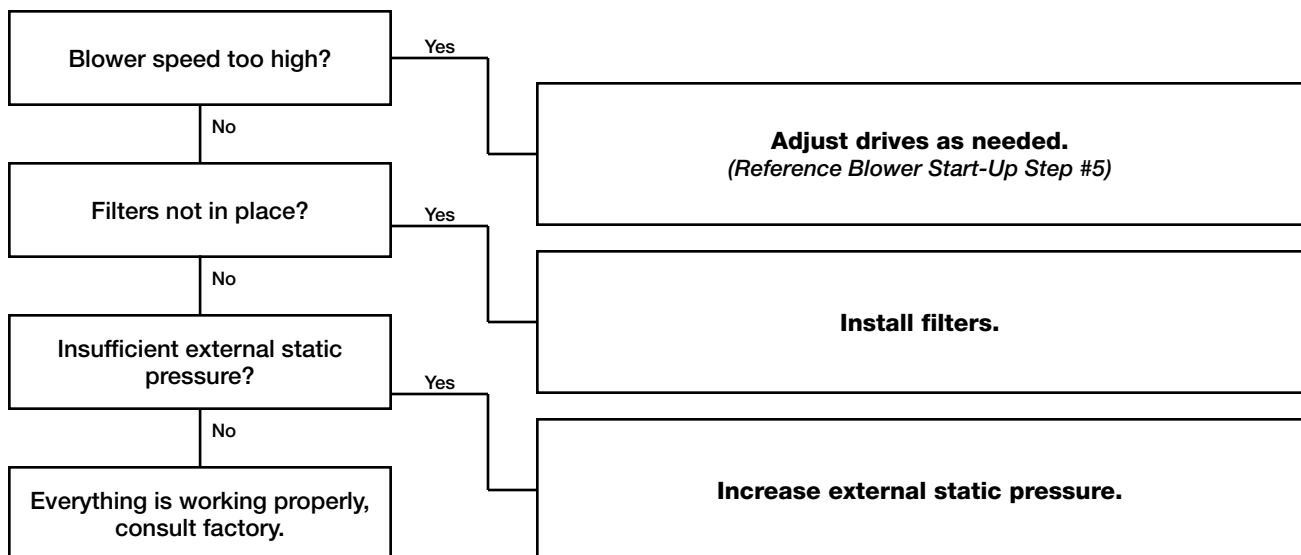 Blower speed too high?
Yes
No
Adjust drives as needed.
(Reference Blower Start-Up Step #5)
Filters not in place?
Yes
No
Install filters.
Insufficient external static
pressure?
Yes
No
Increase external static pressure.
Everything is working properly,
consult factory.